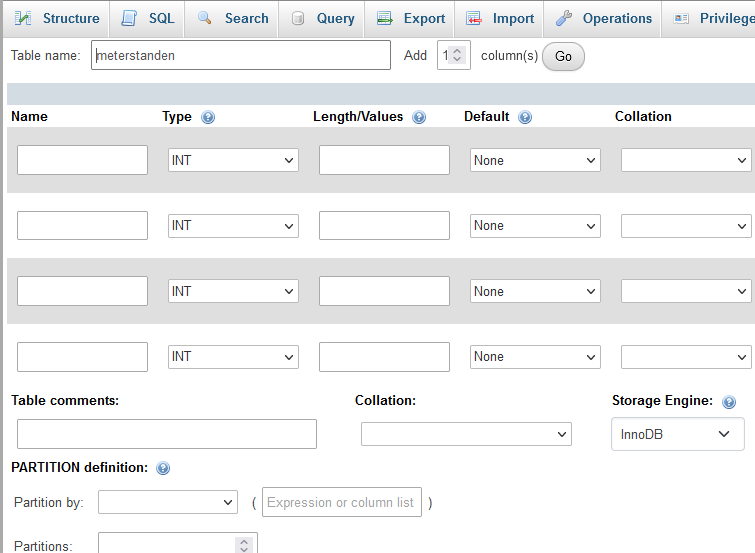 Structure SQL Search Query Export Import Operations Privilege
Table name: meterstanden Add 1 column(s) Go
Name Type Length/Values Default Collation
INT None
INT None
INT None
INT None
Table comments: Collation: Storage Engine:
InnoDB
PARTITION definition:
Partition by: ( Expression or column list )
Partitions: